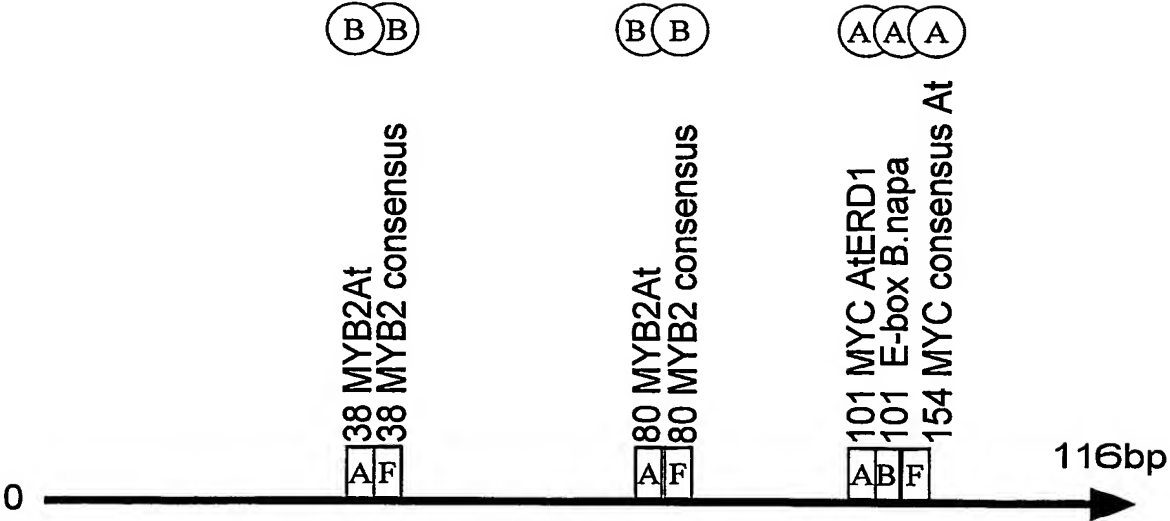 B B B B A A A
38 MYB2At
38 MYB2 consensus
80 MYB2At
80 MYB2 consensus
101 MYC AtERD1
101 E-box B.napa
154 MYC consensus At
A F A F A B F
116bp
0